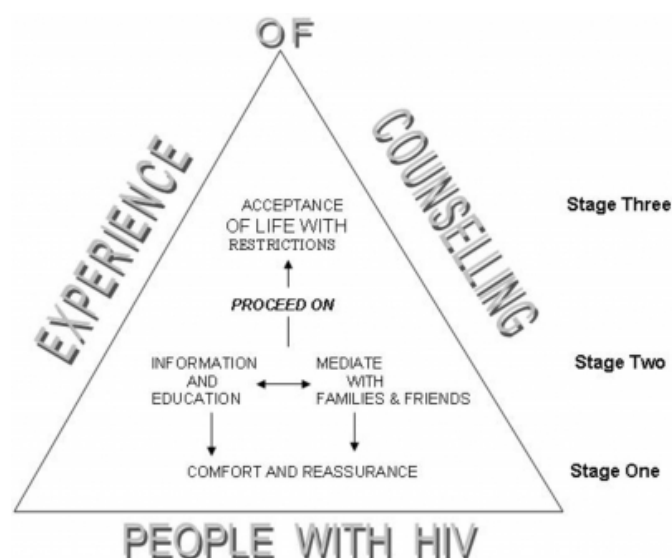 OF
EXPERIENCE
COUNSELLING
ACCEPTANCE
OF LIFE WITH
RESTRICTIONS
Stage Three
PROCEED ON
INFORMATION
AND
EDUCATION
MEDIATE
WITH
FAMILIES & FRIENDS
Stage Two
COMFORT AND REASSURANCE
Stage One
PEOPLE WITH HIV